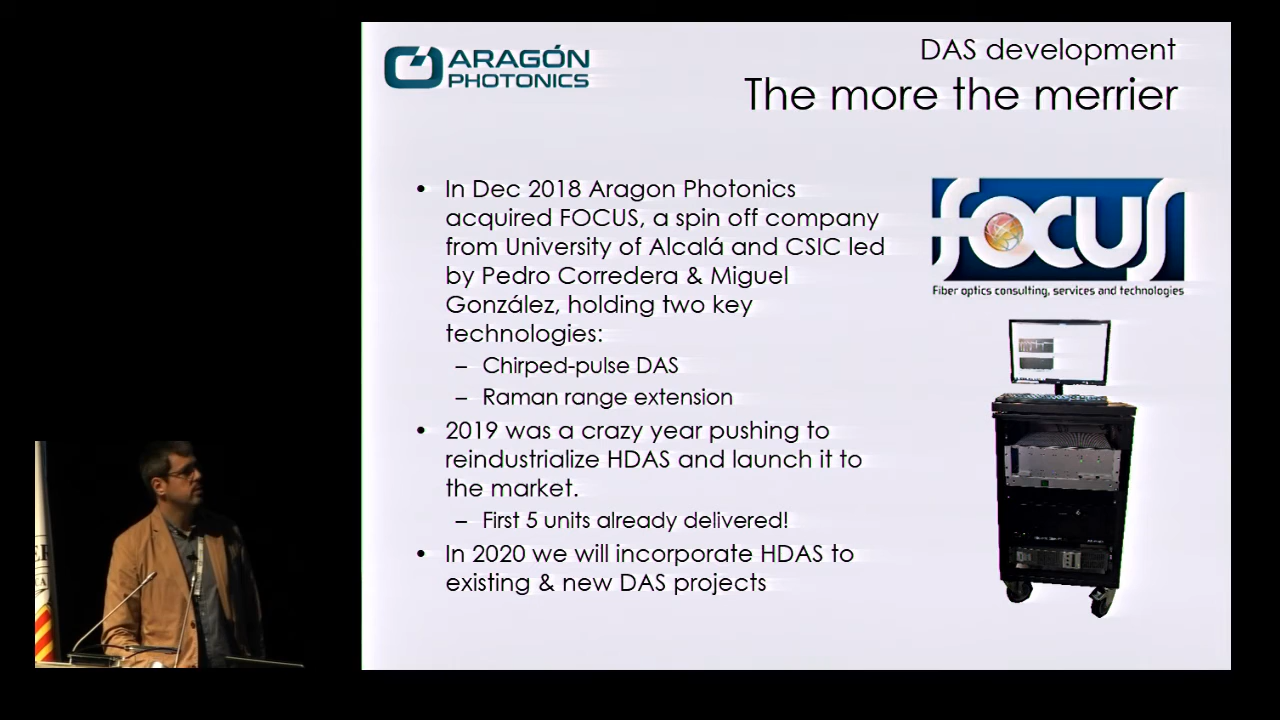 ARAGÓN
PHOTONICS
DAS development
The more the merrier
• In Dec 2018 Aragon Photonics
acquired FOCUS, a spin off company
from University of Alcalá and CSIC led
by Pedro Corredera & Miguel
González, holding two key
technologies:
– Chirped-pulse DAS
– Raman range extension
• 2019 was a crazy year pushing to
reindustrialize HDAS and launch it to
the market.
– First 5 units already delivered!
• In 2020 we will incorporate HDAS to
existing & new DAS projects
FOCUS
Fiber optics consulting, services and technologies